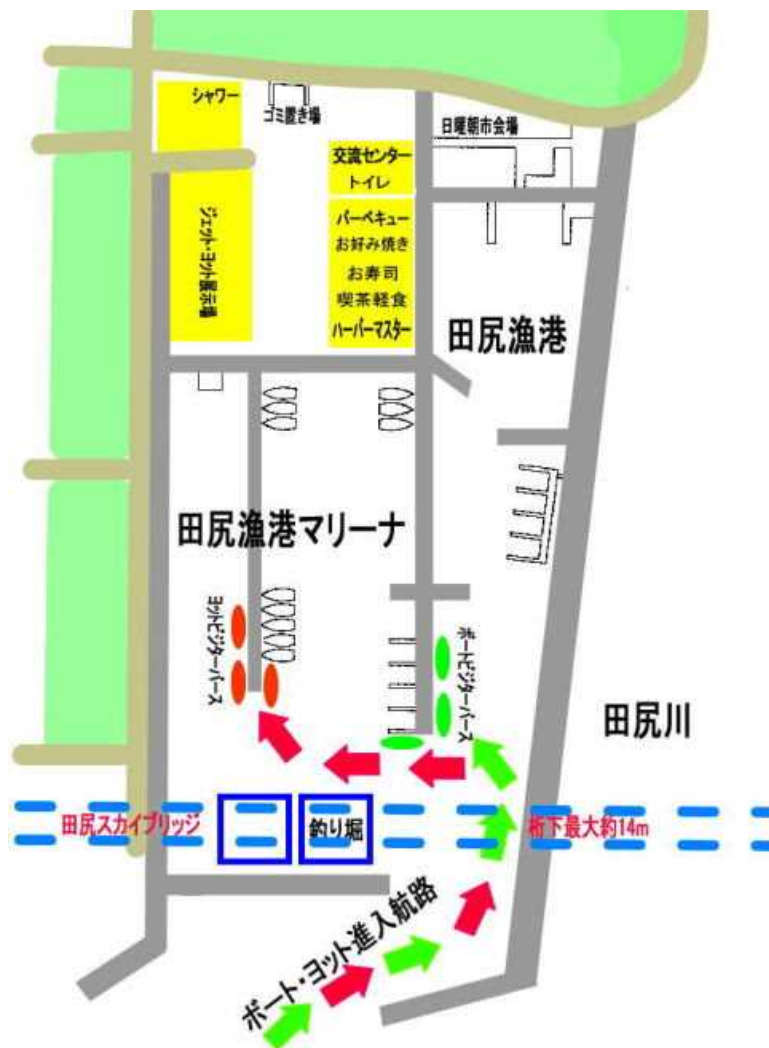 シャワー
ゴミ置き場
日曜朝市会場
交流センター
トイレ
ジェット・ヨット展示場
バーベキュー
お好み焼き
お寿司
喫茶軽食
ハーバーマスター
田尻漁港
田尻漁港マリーナ
ヨットビジターバース
ボートビジターバース
田尻川
田尻スカイブリッジ
釣り堀
桁下最大約14m
ボート・ヨット進入航路